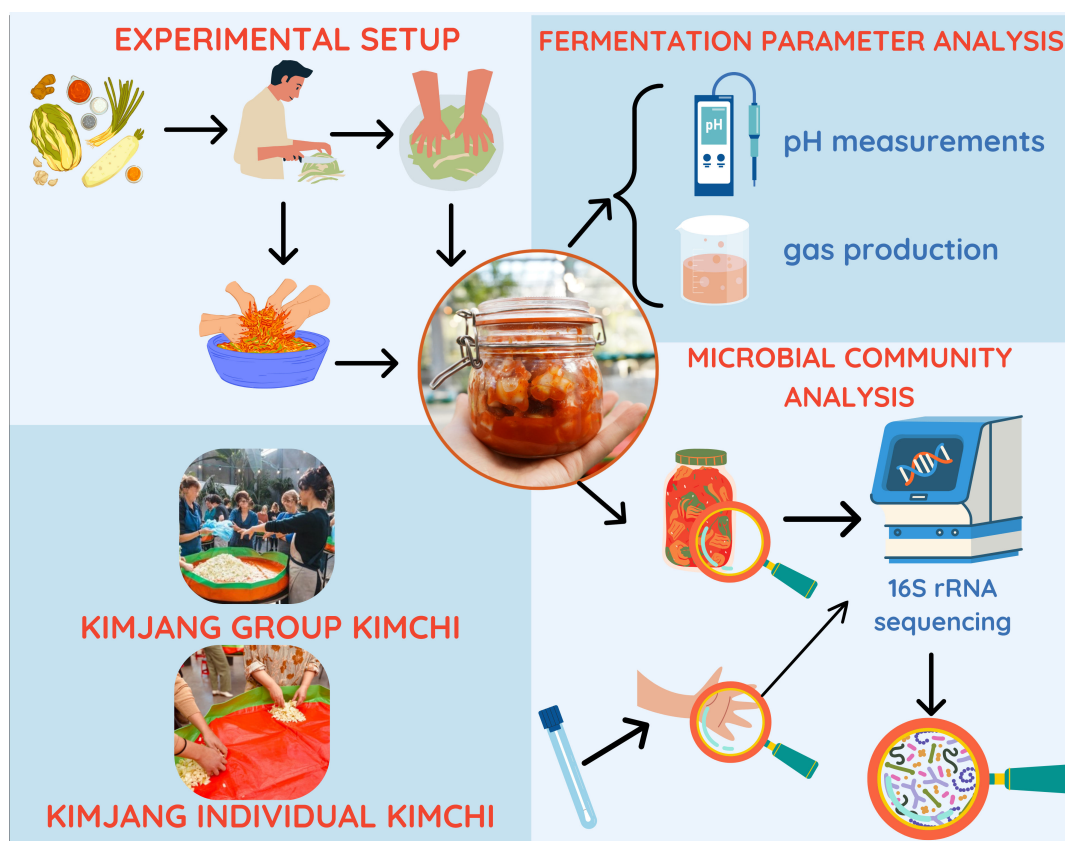 EXPERIMENTAL SETUP
FERMENTATION PARAMETER ANALYSIS
pH
pH measurements
gas production
MICROBIAL COMMUNITY
ANALYSIS
16S rRNA
sequencing
KIMJANG GROUP KIMCHI
KIMJANG INDIVIDUAL KIMCHI